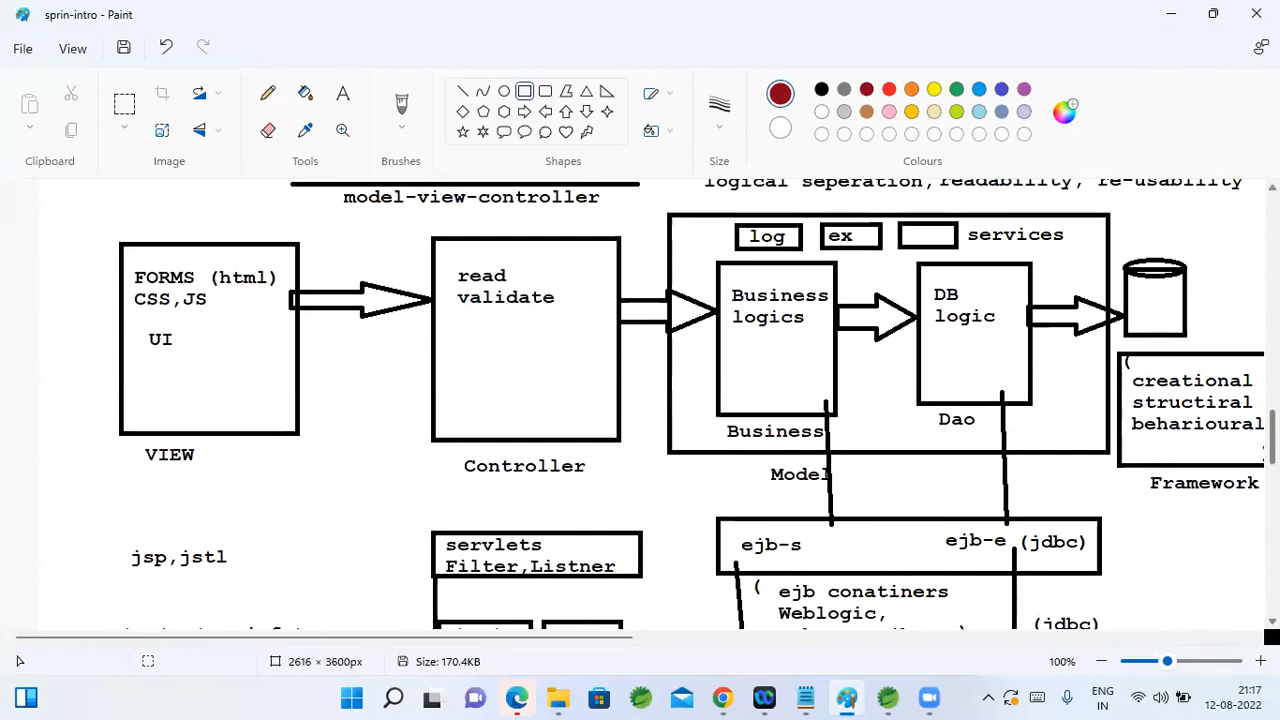 sprin-intro - Paint
File
View
Clipboard
Image
Tools
Brushes
Shapes
Size
Colours
model-view-controller
logical seperation, readability, re-usability
log
ex
services
FORMS (html)
CSS,JS
UI
VIEW
read
validate
Controller
Business
logics
Business
DB
logic
Dao
Model
(
creational
structiral
beharioural
Framework
jsp,jstl
servlets
Filter,Listner
ejb-s
ejb-e (jdbc)
( ejb conatiners
Weblogic,
(jdbc)
2616 × 3600px
Size: 170.4KB
100%
ENG
IN
21:17
12-08-2022